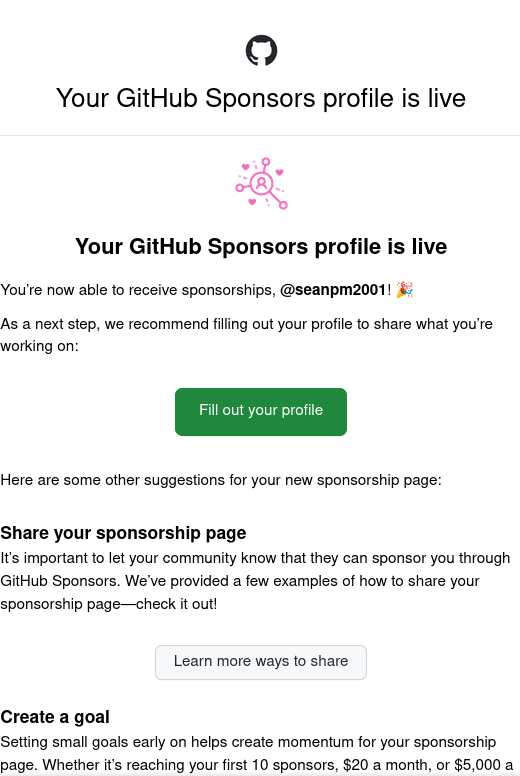 Your GitHub Sponsors profile is live
Your GitHub Sponsors profile is live
You’re now able to receive sponsorships, @seanpm2001! 🎉
As a next step, we recommend filling out your profile to share what you’re
working on:
Fill out your profile
Here are some other suggestions for your new sponsorship page:
Share your sponsorship page
It’s important to let your community know that they can sponsor you through
GitHub Sponsors. We’ve provided a few examples of how to share your
sponsorship page—check it out!
Learn more ways to share
Create a goal
Setting small goals early on helps create momentum for your sponsorship
page. Whether it’s reaching your first 10 sponsors, $20 a month, or $5,000 a